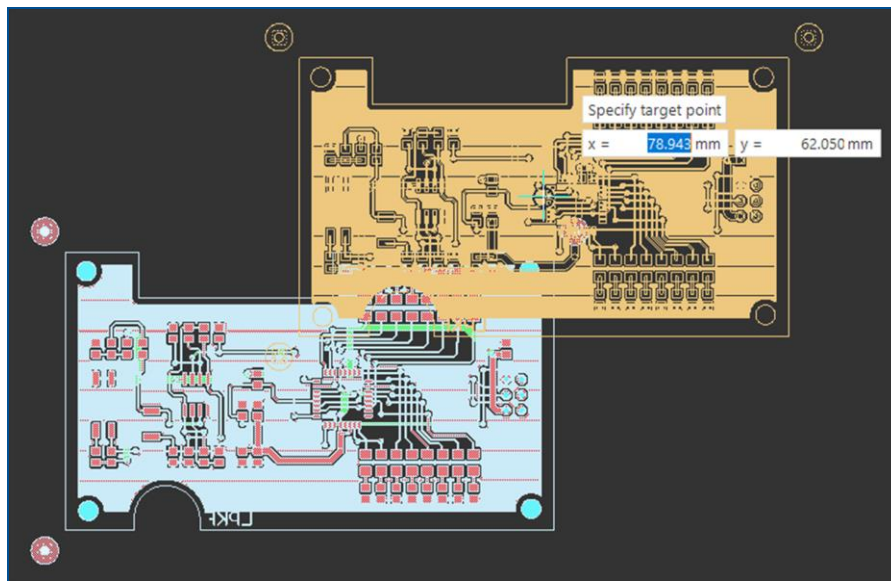 Specify target point
x = 78.943 mm y = 62.050 mm